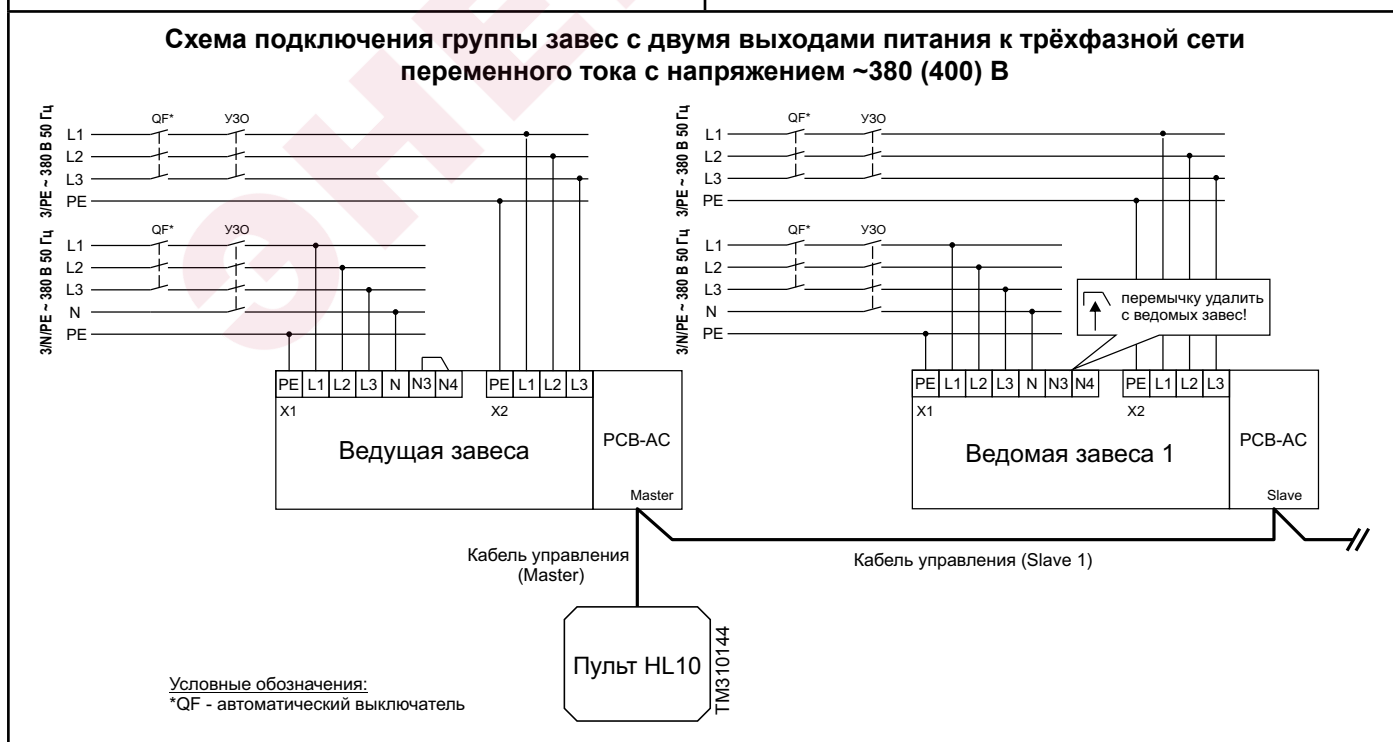 Схема подключения группы завес с двумя выходами питания к трёхфазной сети
переменного тока с напряжением ~380 (400) В
3/PE ~ 380 В 50 Гц
QF*
УЗО
L1
L2
L3
PE
3/N/PE ~ 380 В 50 Гц
QF*
УЗО
L1
L2
L3
N
PE
PE L1 L2 L3 N N3 N4
PE L1 L2 L3
X1
X2
Ведущая завеса
PCB-AC
Master
3/PE ~ 380 В 50 Гц
QF*
УЗО
L1
L2
L3
PE
3/N/PE ~ 380 В 50 Гц
QF*
УЗО
L1
L2
L3
N
PE
перемычку удалить
с ведомых завес!
PE L1 L2 L3 N N3 N4
PE L1 L2 L3
X1
X2
Ведомая завеса 1
PCB-AC
Slave
Кабель управления
(Master)
Кабель управления (Slave 1)
Пульт HL10
TM310144
Условные обозначения:
*QF - автоматический выключатель
ЭНЕ